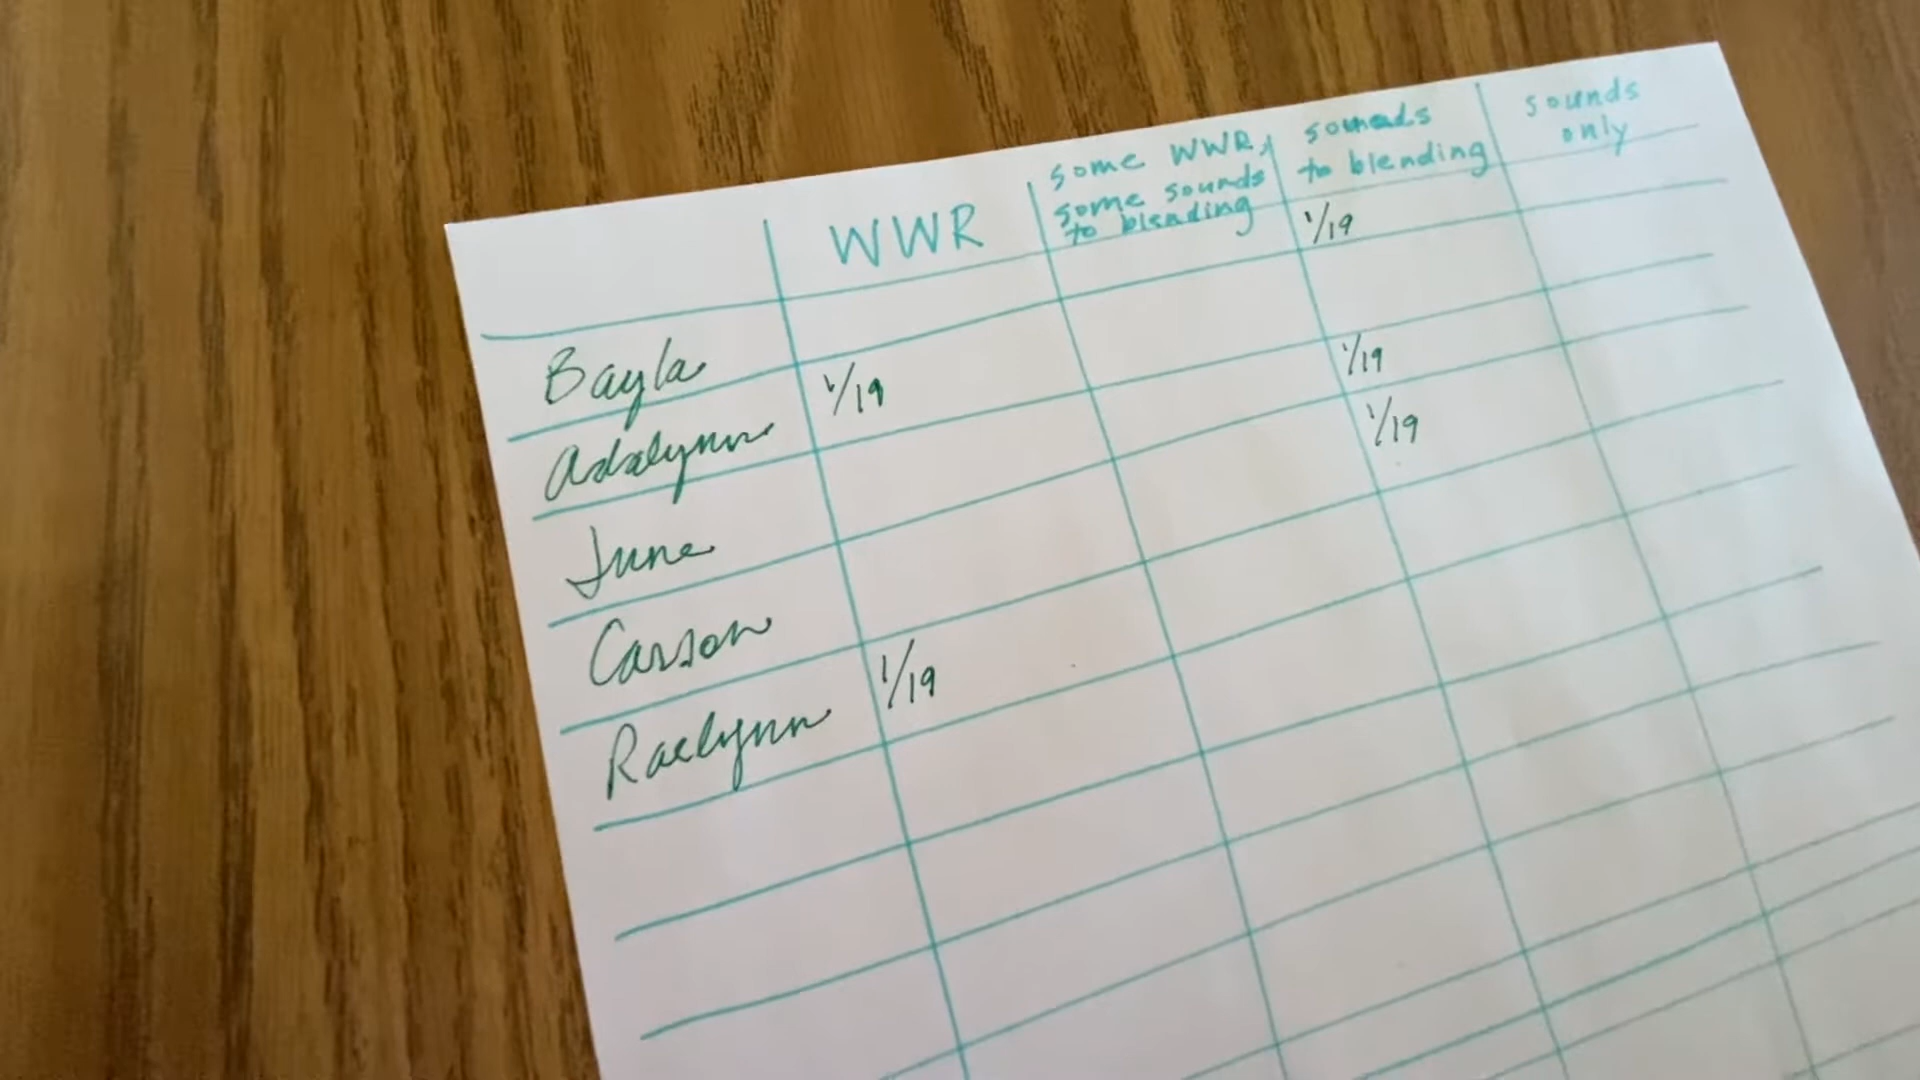 WWR
some WWR,
some sounds
to blending
sounds
to blending
sounds
only
Bayla 1/19
Adalynn 1/19
June 1/19
Carson 1/19
Raelynn 1/19